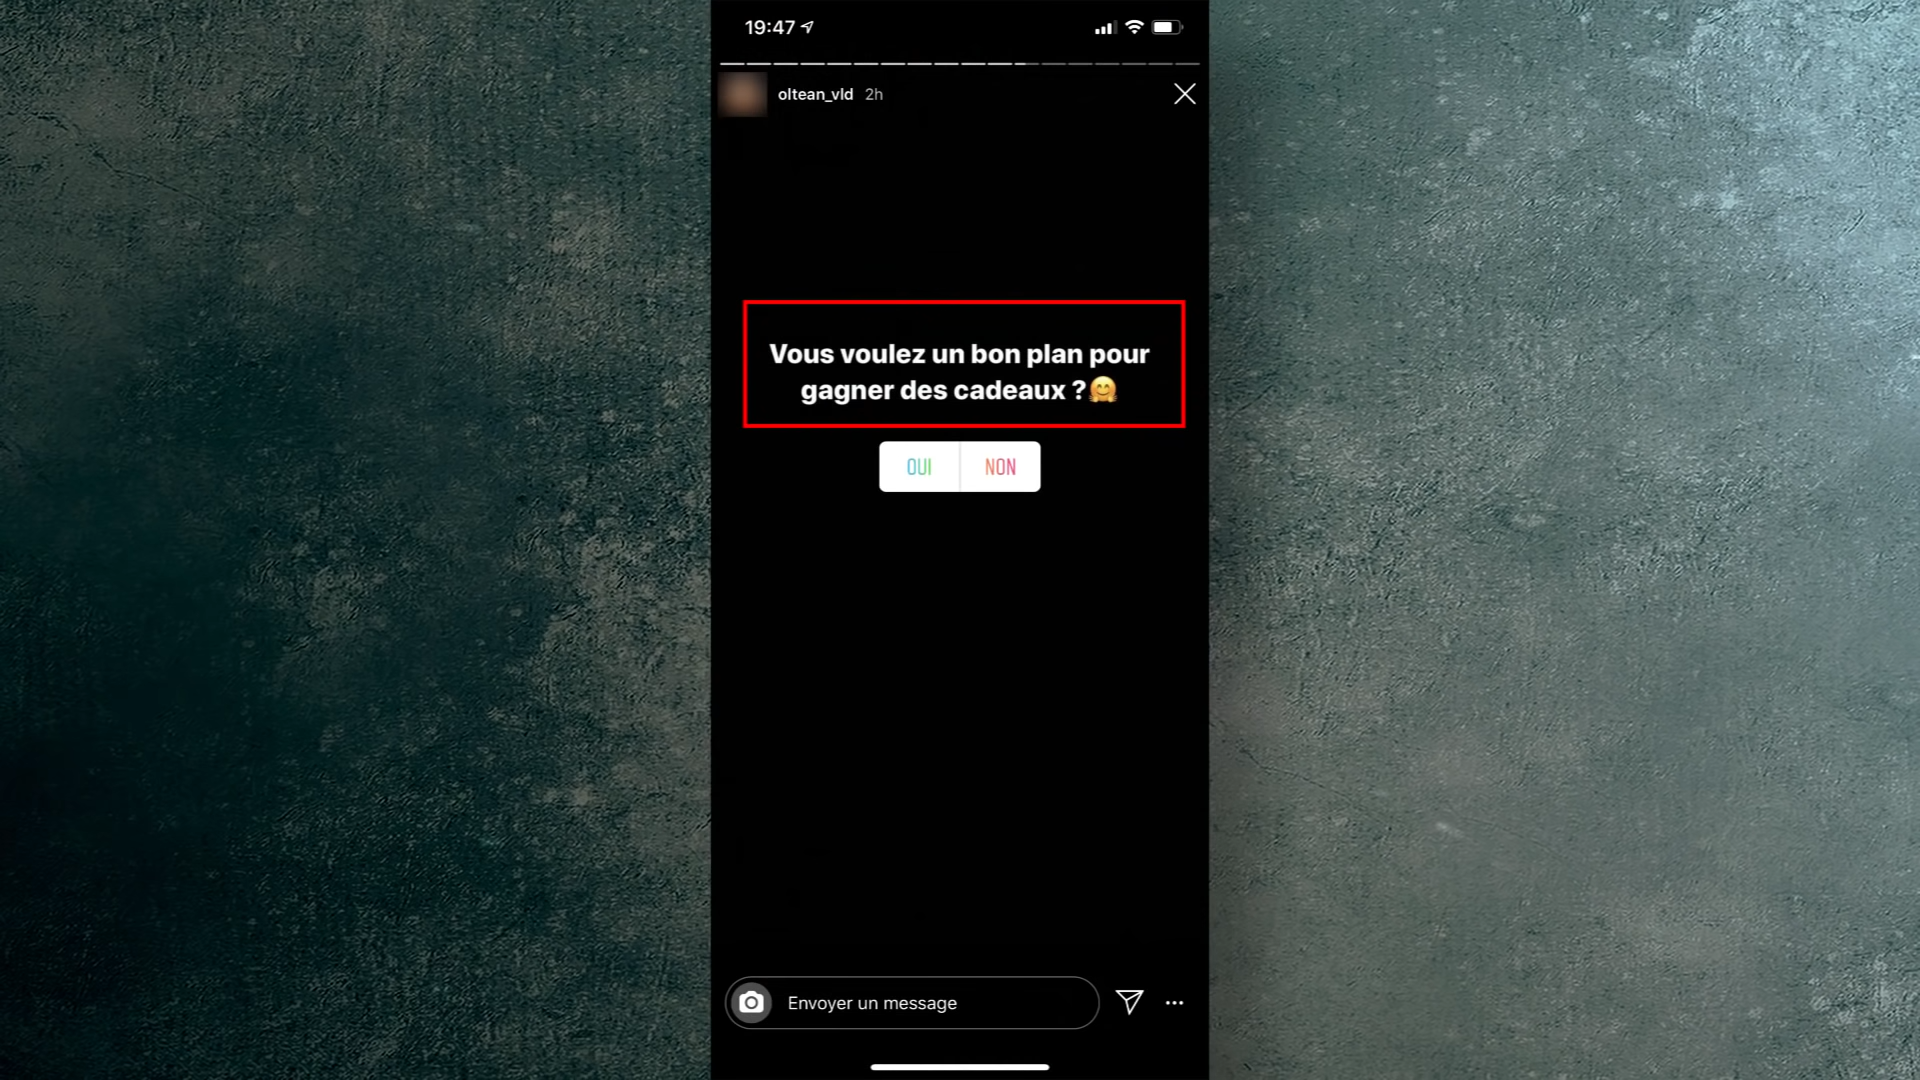 19:47
oltean_vld 2h
Vous voulez un bon plan pour
gagner des cadeaux ?🤗
OUI NON
Envoyer un message